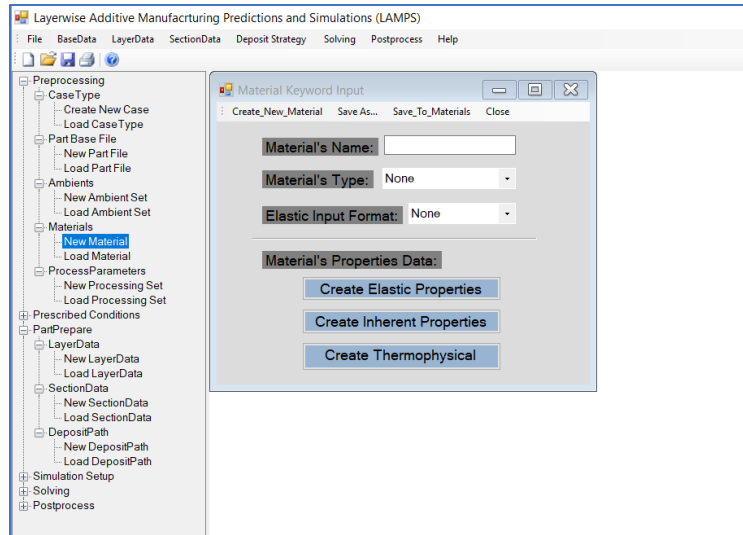 Layerwise Additive Manufacrturing Predictions and Simulations (LAMPS)
File BaseData LayerData SectionData Deposit Strategy Solving Postprocess Help
Preprocessing
CaseType
Create New Case
Load CaseType
Part Base File
New Part File
Load Part File
Ambients
New Ambient Set
Load Ambient Set
Materials
New Material
Load Material
ProcessParameters
New Processing Set
Load Processing Set
Prescribed Conditions
PartPrepare
LayerData
New LayerData
Load LayerData
SectionData
New SectionData
Load SectionData
DepositPath
New DepositPath
Load DepositPath
Simulation Setup
Solving
Postprocess
Material Keyword Input
Create_New_Material Save As... Save_To_Materials Close
Material's Name:
Material's Type: None
Elastic Input Format: None
Material's Properties Data:
Create Elastic Properties
Create Inherent Properties
Create Thermophysical